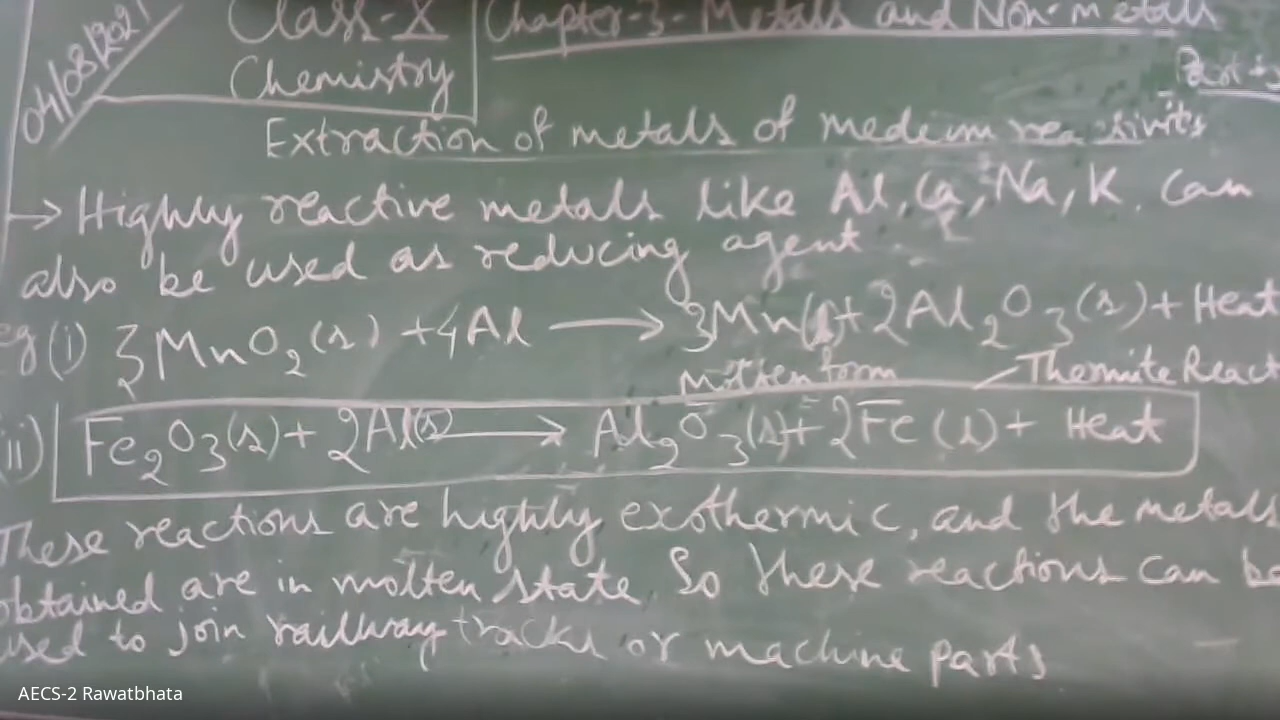 04/08/2021
Class-X
Chemistry
Chapter-3-Metals and Non-metals
Part-3
Extraction of metals of medium reactivity
→ Highly reactive metals like Al, Ca, Na, K, can
also be used as reducing agent.
eg (i) 3MnO₂(s) + 4Al ⟶ 3Mn(l) + 2Al₂O₃(s) + Heat
Molten form
Thermite React
(ii) Fe₂O₃(s) + 2Al(s) ⟶ Al₂O₃(s) + 2Fe(l) + Heat
These reactions are highly exothermic, and the metals
obtained are in molten state. So these reactions can be
used to join railway tracks or machine parts
AECS-2 Rawatbhata